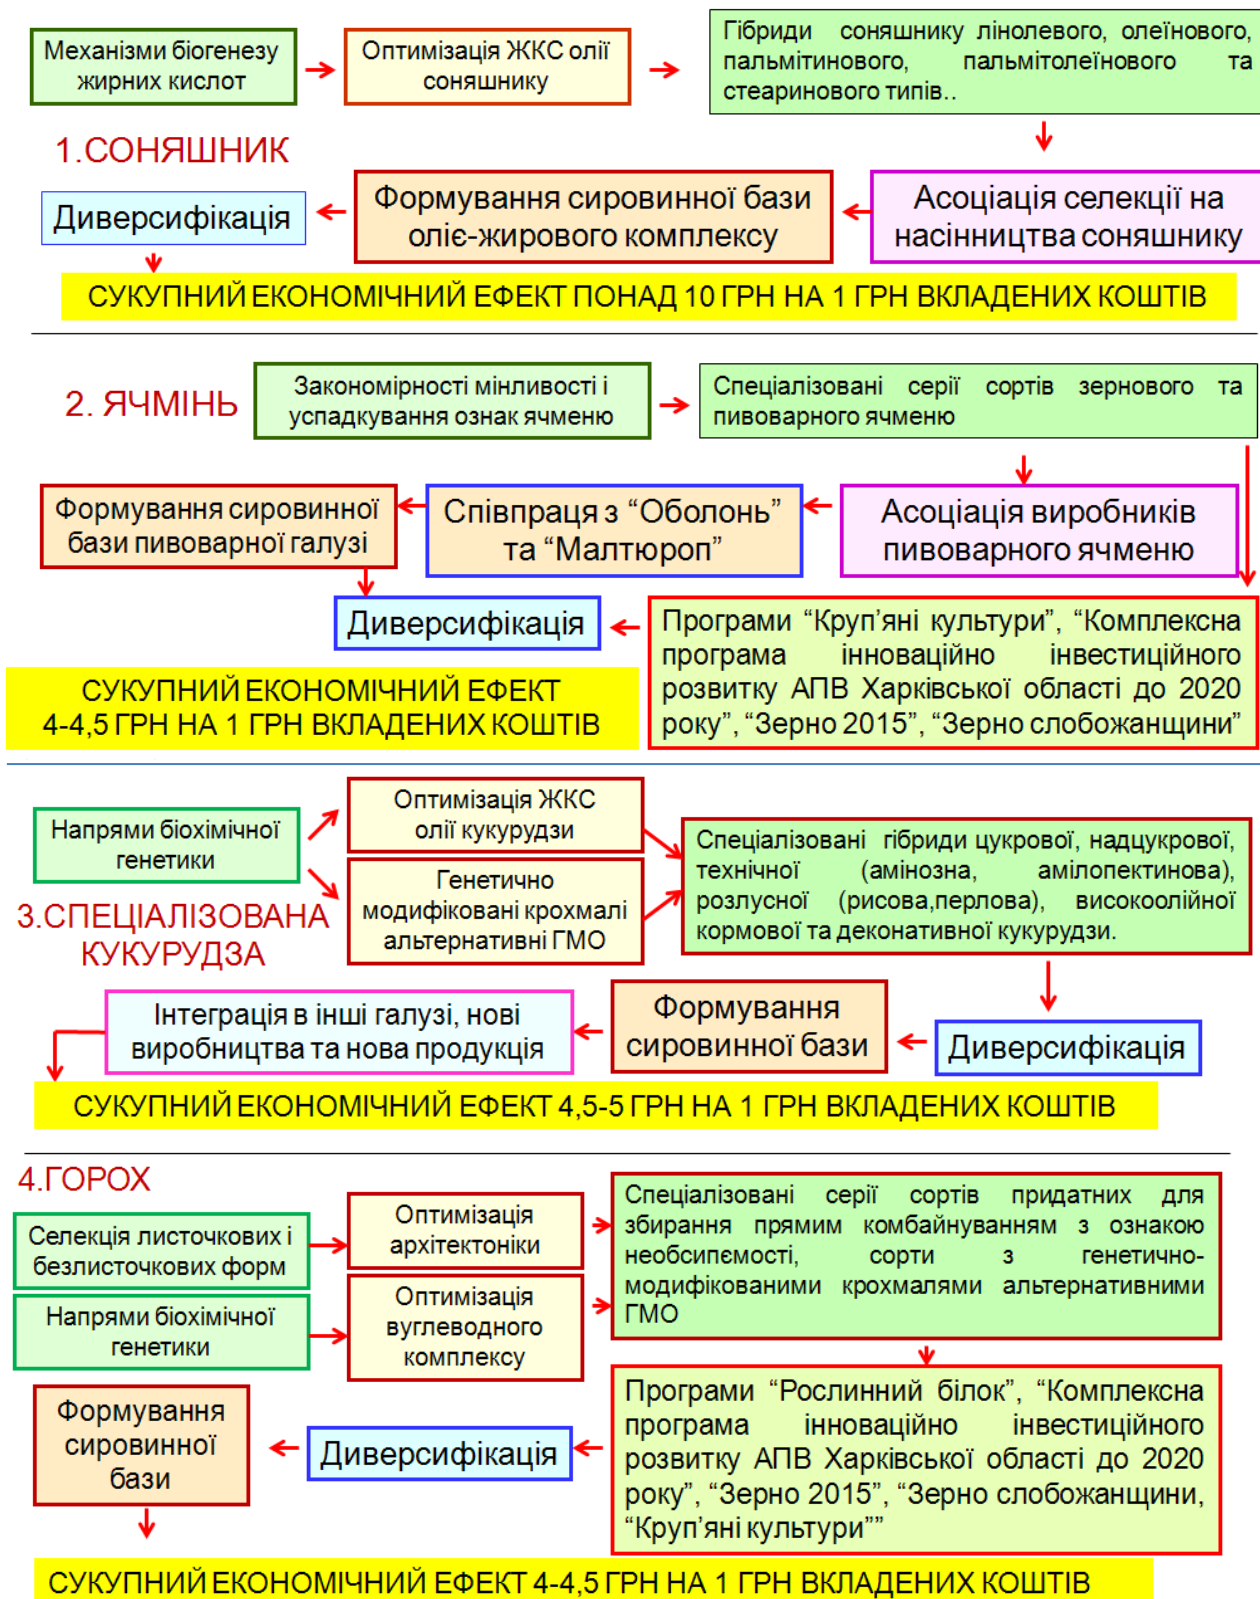 Механізми біогенезу
жирних кислот
Оптимізація ЖКС олії
соняшнику
Гібриди соняшнику лінолевого, олеїнового,
пальмітинового, пальмітолеїнового та
стеаринового типів..
1.СОНЯШНИК
Диверсифікація
Формування сировинної бази
оліє-жирового комплексу
Асоціація селекції на
насінництва соняшнику
СУКУПНИЙ ЕКОНОМІЧНИЙ ЕФЕКТ ПОНАД 10 ГРН НА 1 ГРН ВКЛАДЕНИХ КОШТІВ
2. ЯЧМІНЬ
Закономірності мінливості і
успадкування ознак ячменю
Спеціалізовані серії сортів зернового та
пивоварного ячменю
Формування сировинної
бази пивоварної галузі
Співпраця з “Оболонь”
та “Малтюроп”
Асоціація виробників
пивоварного ячменю
Диверсифікація
Програми “Круп’яні культури”, “Комплексна
програма інноваційно інвестиційного
розвитку АПВ Харківської області до 2020
року”, “Зерно 2015”, “Зерно слобожанщини”
СУКУПНИЙ ЕКОНОМІЧНИЙ ЕФЕКТ
4-4,5 ГРН НА 1 ГРН ВКЛАДЕНИХ КОШТІВ
Напрями біохімічної
генетики
Оптимізація ЖКС
олії кукурудзи
Генетично
модифіковані крохмалі
альтернативні ГМО
Спеціалізовані гібриди цукрової, надцукрової,
технічної (амінозна, амілопектинова),
розлусної (рисова,перлова), високоолійної
кормової та деконативної кукурудзи.
3.СПЕЦІАЛІЗОВАНА
КУКУРУДЗА
Інтеграція в інші галузі, нові
виробництва та нова продукція
Формування
сировинної бази
Диверсифікація
СУКУПНИЙ ЕКОНОМІЧНИЙ ЕФЕКТ 4,5-5 ГРН НА 1 ГРН ВКЛАДЕНИХ КОШТІВ
4.ГОРОХ
Селекція листочкових і
безлисточкових форм
Напрями біохімічної
генетики
Оптимізація
архітектоніки
Оптимізація
вуглеводного
комплексу
Спеціалізовані серії сортів придатних для
збирання прямим комбайнуванням з ознакою
необсипємості, сорти з генетично-
модифікованими крохмалями альтернативними
ГМО
Формування
сировинної
бази
Диверсифікація
Програми “Рослинний білок”, “Комплексна
програма інноваційно інвестиційного
розвитку АПВ Харківської області до 2020
року”, “Зерно 2015”, “Зерно слобожанщини,
“Круп’яні культури””
СУКУПНИЙ ЕКОНОМІЧНИЙ ЕФЕКТ 4-4,5 ГРН НА 1 ГРН ВКЛАДЕНИХ КОШТІВ